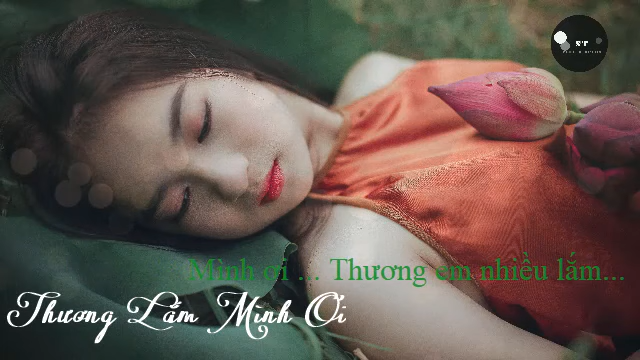 Mình ơi ... Thương em nhiều lắm...
Thương Lắm Mình Ơi